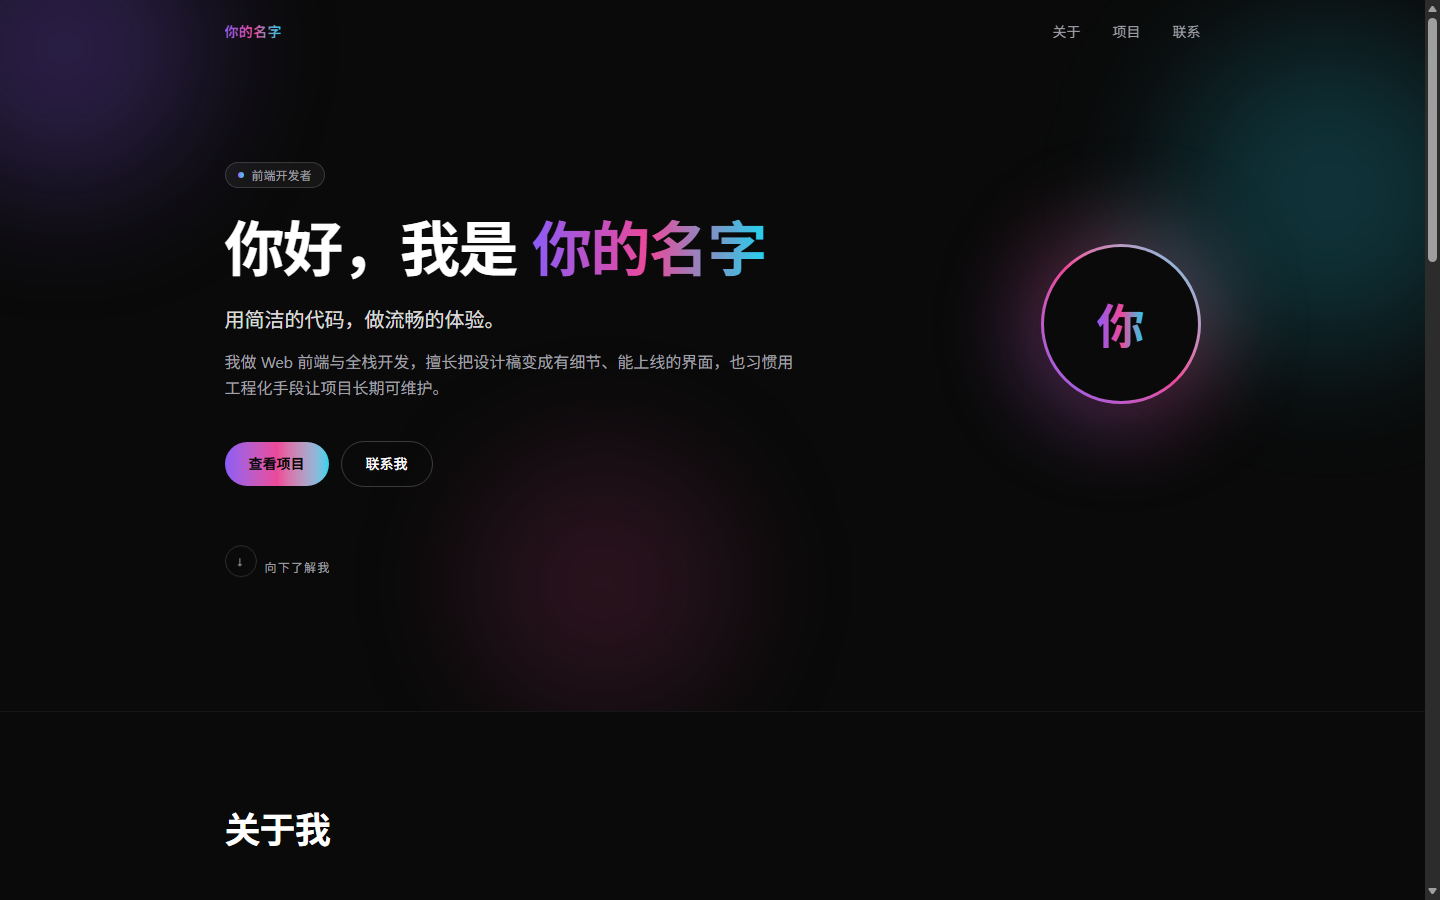 你的名字
关于 项目 联系
前端开发者
你好，我是 你的名字
用简洁的代码，做流畅的体验。
我做 Web 前端与全栈开发，擅长把设计稿变成有细节、能上线的界面，也习惯用
工程化手段让项目长期可维护。
你
查看项目 联系我
↓ 向下了解我
关于我